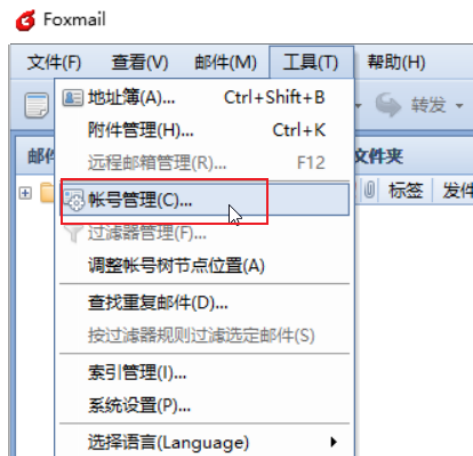 Foxmail
文件(F) 查看(V) 邮件(M) 工具(T) 帮助(H)
地址簿(A)... Ctrl+Shift+B
转发
附件管理(H)... Ctrl+K
远程邮箱管理(R)... F12
邮件
文件夹
帐号管理(C)...
标签 发件
过滤器管理(F)...
调整帐号树节点位置(A)
查找重复邮件(D)...
按过滤器规则过滤选定邮件(S)
索引管理(I)...
系统设置(P)...
选择语言(Language)